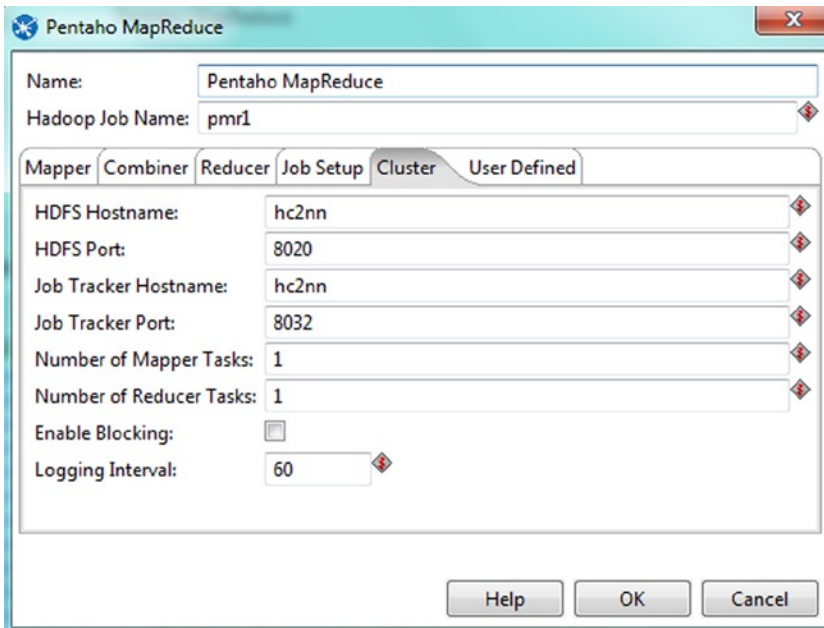 Pentaho MapReduce
Name: Pentaho MapReduce
Hadoop Job Name: pmr1
Mapper Combiner Reducer Job Setup Cluster User Defined
HDFS Hostname: hc2nn
HDFS Port: 8020
Job Tracker Hostname: hc2nn
Job Tracker Port: 8032
Number of Mapper Tasks: 1
Number of Reducer Tasks: 1
Enable Blocking:
Logging Interval: 60
Help OK Cancel